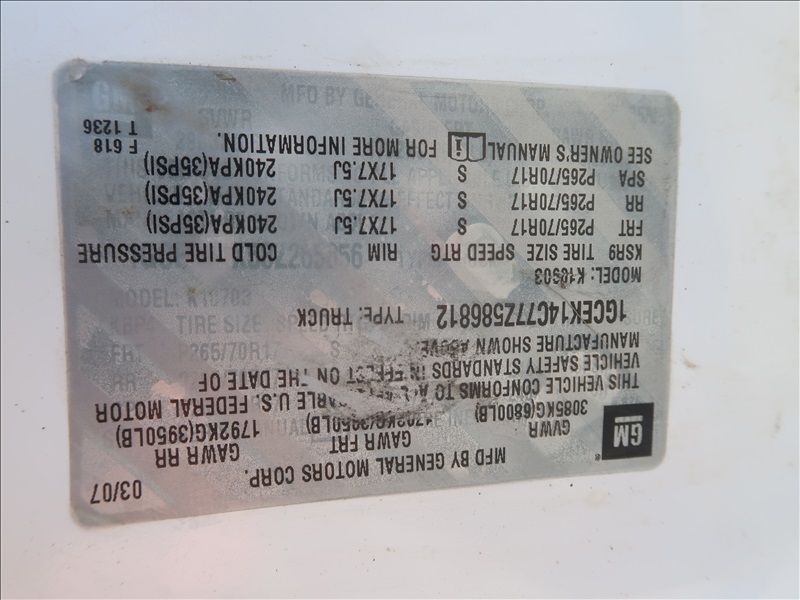 MFD BY GENERAL MOTORS CORP. 03/07
GM
GVWR GAWR FRT GAWR RR
3085KG(6800LB) 1792KG(3950LB) 1792KG(3950LB)
THIS VEHICLE CONFORMS TO ALL U.S. FEDERAL MOTOR
VEHICLE SAFETY STANDARDS IN EFFECT ON THE DATE OF
MANUFACTURE SHOWN ABOVE.
1GCEK14C77Z586812 TYPE: TRUCK
MODEL: K10903
KSR9 TIRE SIZE SPEED RTG RIM COLD TIRE PRESSURE
FRT P265/70R17 S 17X7.5J 240KPA(35PSI)
RR P265/70R17 S 17X7.5J 240KPA(35PSI)
SPA P265/70R17 S 17X7.5J 240KPA(35PSI)
SEE OWNER'S MANUAL FOR MORE INFORMATION.
F 618
T 1236